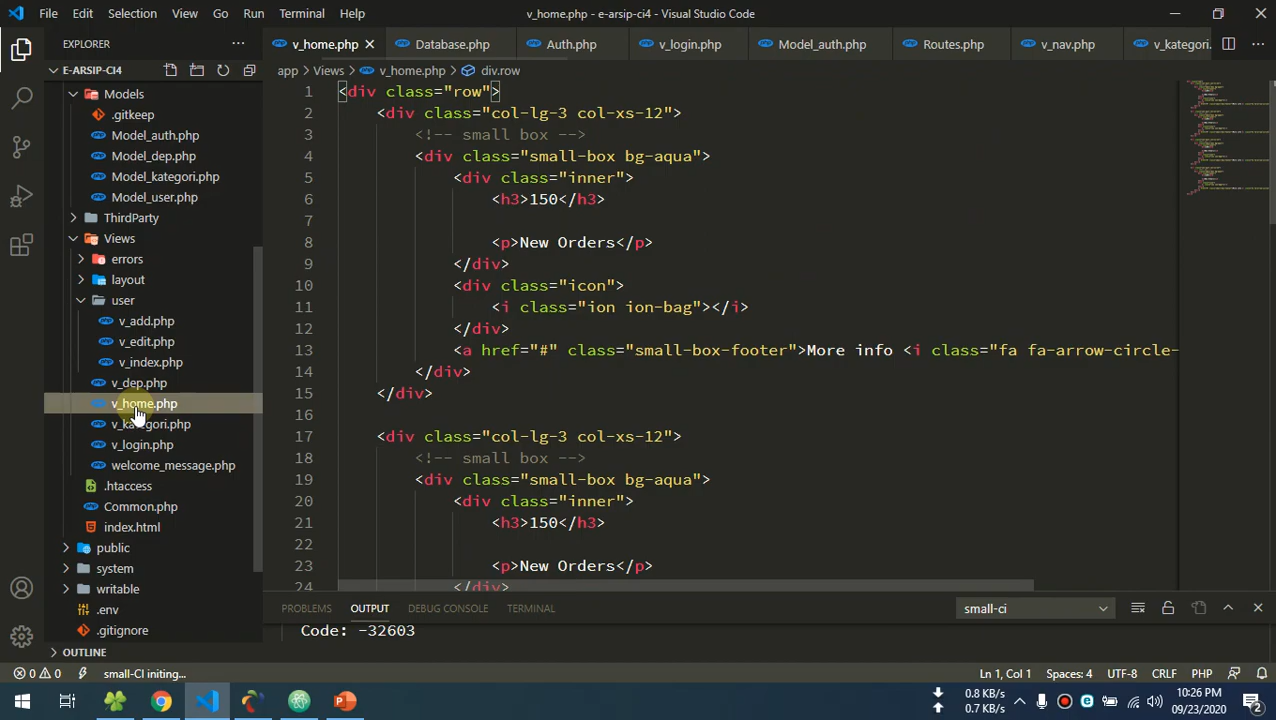 File Edit Selection View Go Run Terminal Help v_home.php - e-arsip-ci4 - Visual Studio Code
EXPLORER
E-ARSIP-CI4
Models
.gitkeep
Model_auth.php
Model_dep.php
Model_kategori.php
Model_user.php
ThirdParty
Views
errors
layout
user
v_add.php
v_edit.php
v_index.php
v_dep.php
v_home.php
v_kategori.php
v_login.php
welcome_message.php
.htaccess
Common.php
index.html
public
system
writable
.env
.gitignore
OUTLINE
v_home.php Database.php Auth.php v_login.php Model_auth.php Routes.php v_nav.php v_kategori.
app > Views > v_home.php > div.row
1 <div class="row">
2 <div class="col-lg-3 col-xs-12">
3 <!-- small box -->
4 <div class="small-box bg-aqua">
5 <div class="inner">
6 <h3>150</h3>
7
8 <p>New Orders</p>
9 </div>
10 <div class="icon">
11 <i class="ion ion-bag"></i>
12 </div>
13 <a href="#" class="small-box-footer">More info <i class="fa fa-arrow-circle-
14 </div>
15 </div>
16
17 <div class="col-lg-3 col-xs-12">
18 <!-- small box -->
19 <div class="small-box bg-aqua">
20 <div class="inner">
21 <h3>150</h3>
22
23 <p>New Orders</p>
24 </div>
PROBLEMS OUTPUT DEBUG CONSOLE TERMINAL small-ci
Code: -32603
0 0 small-CI initing... Ln 1, Col 1 Spaces: 4 UTF-8 CRLF PHP
0.8 KB/s
0.7 KB/s
10:26 PM
09/23/2020
2